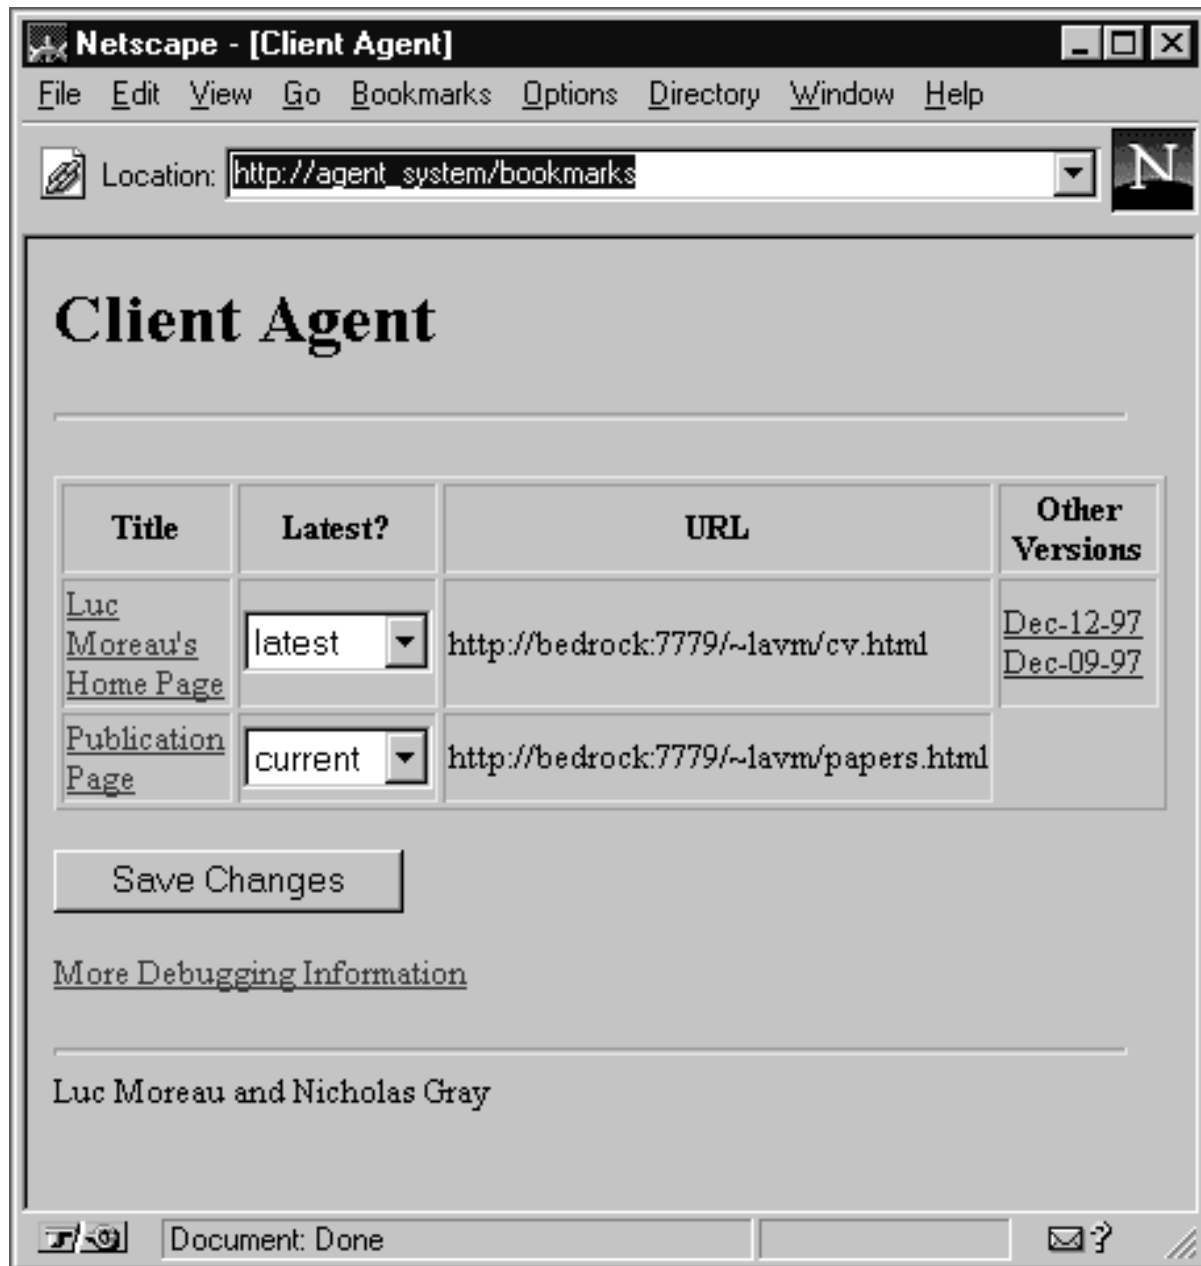 Netscape - [Client Agent]
File Edit View Go Bookmarks Options Directory Window Help
Location: http://agent_system/bookmarks
N
Client Agent
Title Latest? URL Other
Versions
Luc
Moreau's
Home Page
latest
http://bedrock:7779/~lavm/cv.html
Dec-12-97
Dec-09-97
Publication
Page
current
http://bedrock:7779/~lavm/papers.html
Save Changes
More Debugging Information
Luc Moreau and Nicholas Gray
Document: Done
?